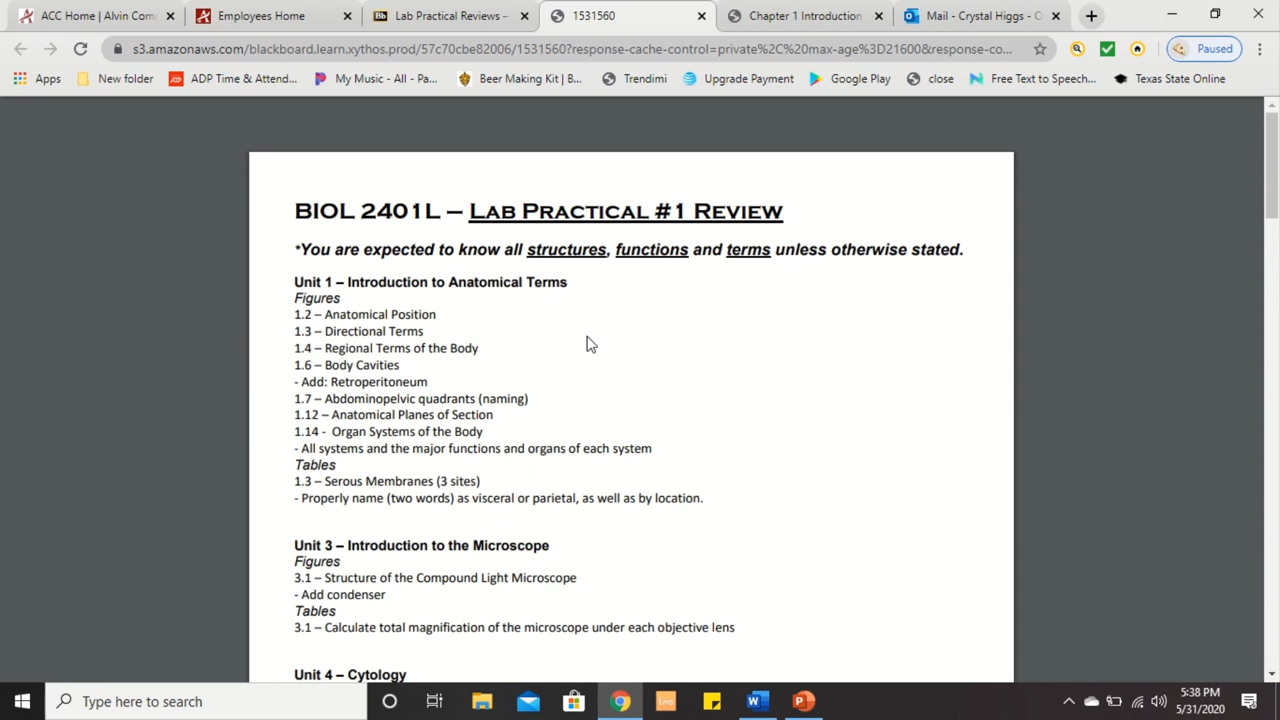 ACC Home | Alvin Com
Employees Home
Bb Lab Practical Reviews –
1531560
Chapter 1 Introduction
Mail - Crystal Higgs - O
s3.amazonaws.com/blackboard.learn.xythos.prod/57c70cbe82006/1531560?response-cache-control=private%2C%20max-age%3D21600&response-co...
Paused
Apps
New folder
ADP Time & Attend...
My Music - All - Pa...
Beer Making Kit | B...
Trendimi
Upgrade Payment
Google Play
close
Free Text to Speech...
Texas State Online
BIOL 2401L – Lab Practical #1 Review
*You are expected to know all structures, functions and terms unless otherwise stated.
Unit 1 – Introduction to Anatomical Terms
Figures
1.2 – Anatomical Position
1.3 – Directional Terms
1.4 – Regional Terms of the Body
1.6 – Body Cavities
- Add: Retroperitoneum
1.7 – Abdominopelvic quadrants (naming)
1.12 – Anatomical Planes of Section
1.14 - Organ Systems of the Body
- All systems and the major functions and organs of each system
Tables
1.3 – Serous Membranes (3 sites)
- Properly name (two words) as visceral or parietal, as well as by location.
Unit 3 – Introduction to the Microscope
Figures
3.1 – Structure of the Compound Light Microscope
- Add condenser
Tables
3.1 – Calculate total magnification of the microscope under each objective lens
Unit 4 – Cytology
Type here to search
Live
5:38 PM
5/31/2020